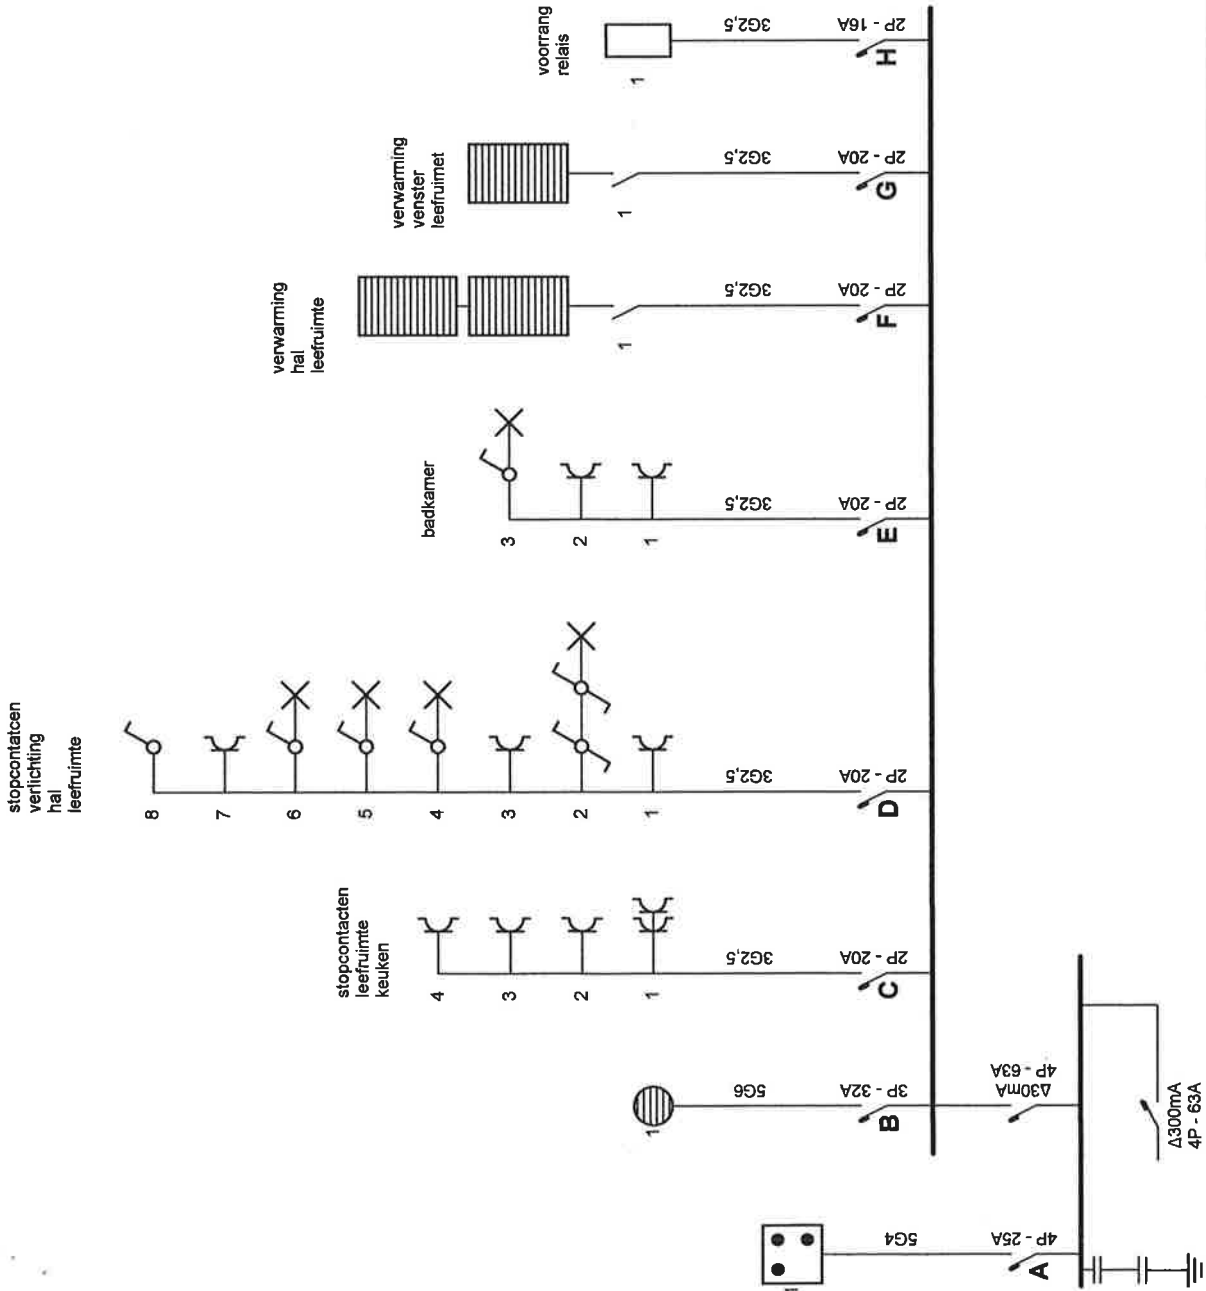 voorrang
relais
1
3G2,5
2P - 16A
H
verwarming
venster
leefruimet
1
3G2,5
2P - 20A
G
verwarming
hal
leefruimte
1
3G2,5
2P - 20A
F
badkamer
3
2
1
3G2,5
2P - 20A
E
stopcontatcen
verlichting
hal
leefruimte
8
7
6
5
4
3
2
1
3G2,5
2P - 20A
D
stopcontacten
leefruimte
keuken
4
3
2
1
3G2,5
2P - 20A
C
1
5G6
3P - 32A
B
Δ30mA
4P - 63A
Δ300mA
4P - 63A
1
5G4
4P - 25A
A